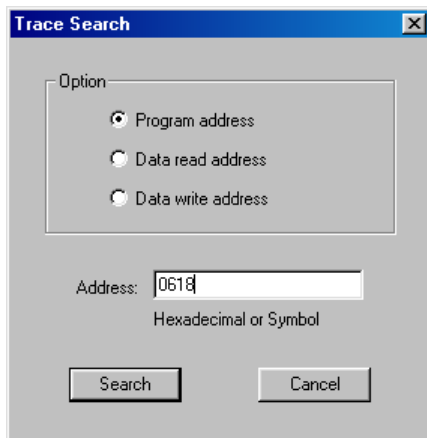 Trace Search
Option
Program address
Data read address
Data write address
Address: 0618
Hexadecimal or Symbol
Search Cancel